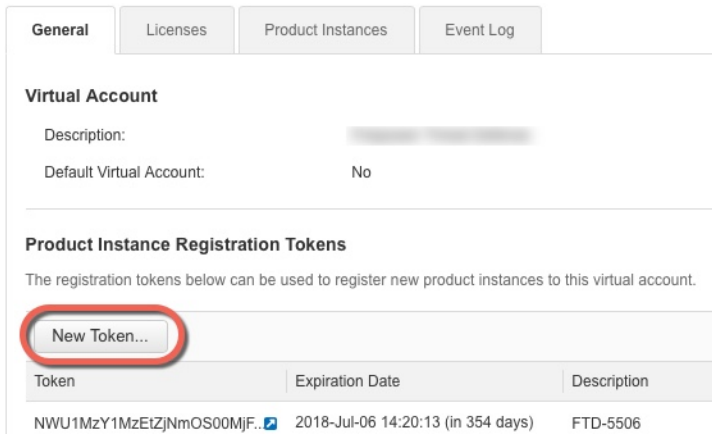 General Licenses Product Instances Event Log
Virtual Account
Description:
Default Virtual Account: No
Product Instance Registration Tokens
The registration tokens below can be used to register new product instances to this virtual account.
New Token...
Token Expiration Date Description
NWU1MzY1MzEtZjNmOS00MjF.. 2018-Jul-06 14:20:13 (in 354 days) FTD-5506